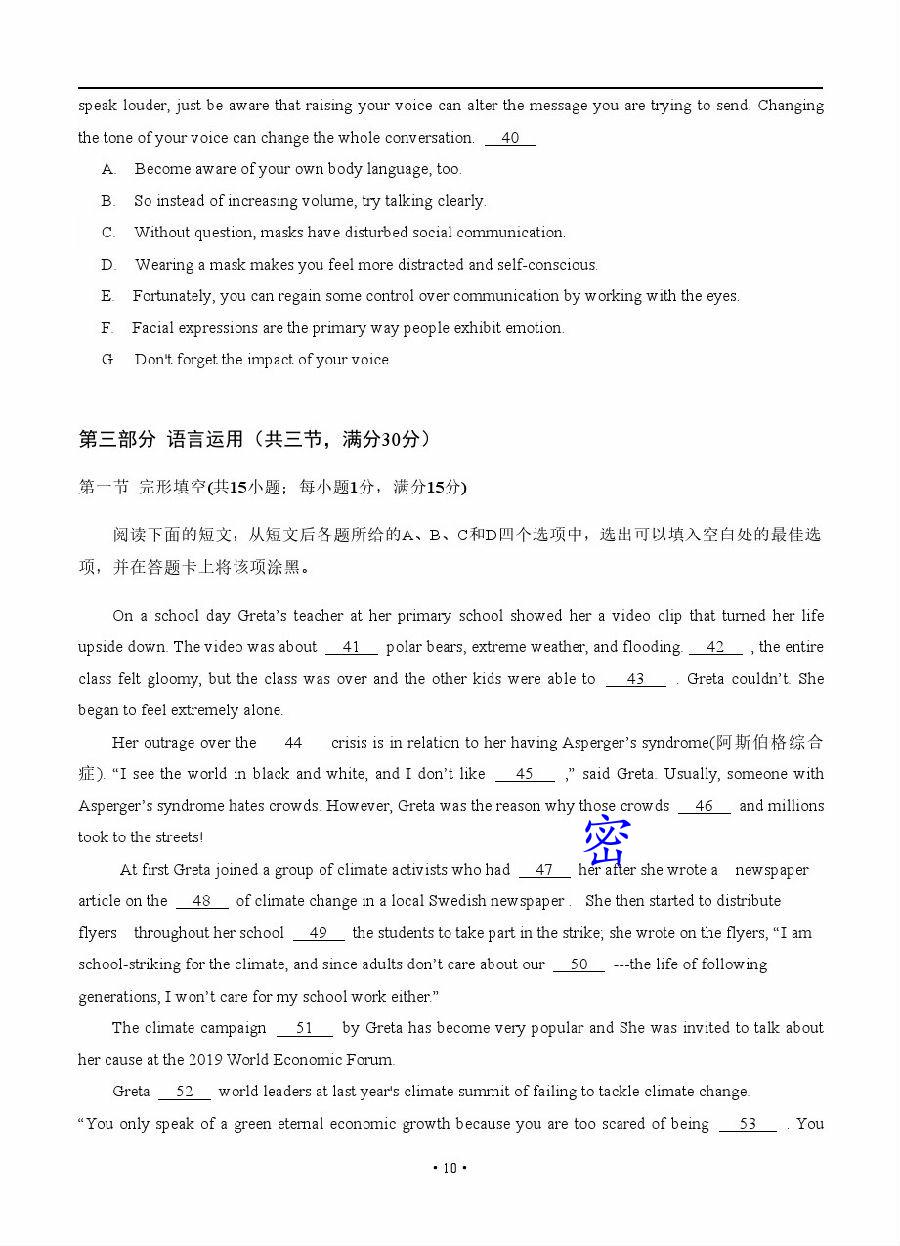 speak louder, just be aware that raising your voice can alter the message you are trying to send. Changing
the tone of your voice can change the whole conversation. 40
A. Become aware of your own body language, too.
B. So instead of increasing volume, try talking clearly.
C. Without question, masks have disturbed social communication.
D. Wearing a mask makes you feel more distracted and self-conscious.
E. Fortunately, you can regain some control over communication by working with the eyes.
F. Facial expressions are the primary way people exhibit emotion.
G Don't forget the impact of your voice
第三部分 语言运用（共三节，满分30分）
第一节 完形填空(共15小题；每小题1分，满分15分)
阅读下面的短文，从短文后各题所给的A、B、C和D四个选项中，选出可以填入空白处的最佳选
项，并在答题卡上将该项涂黑。
On a school day Greta’s teacher at her primary school showed her a video clip that turned her life
upside down. The video was about 41 polar bears, extreme weather, and flooding. 42 , the entire
class felt gloomy, but the class was over and the other kids were able to 43 . Greta couldn’t. She
began to feel extremely alone.
Her outrage over the 44 crisis is in relation to her having Asperger’s syndrome(阿斯伯格综合
症). “I see the world in black and white, and I don’t like 45 ,” said Greta. Usually, someone with
Asperger’s syndrome hates crowds. However, Greta was the reason why those crowds 46 and millions
took to the streets!
密
At first Greta joined a group of climate activists who had 47 her after she wrote a newspaper
article on the 48 of climate change in a local Swedish newspaper . She then started to distribute
flyers throughout her school 49 the students to take part in the strike; she wrote on the flyers, “I am
school-striking for the climate, and since adults don’t care about our 50 ---the life of following
generations, I won’t care for my school work either.”
The climate campaign 51 by Greta has become very popular and She was invited to talk about
her cause at the 2019 World Economic Forum.
Greta 52 world leaders at last year's climate summit of failing to tackle climate change.
“You only speak of a green eternal economic growth because you are too scared of being 53 . You
• 10 •